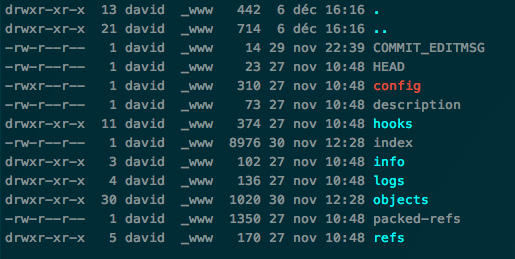 drwxr-xr-x 13 david _www 442 6 déc 16:16 .
drwxr-xr-x 21 david _www 714 6 déc 16:16 ..
-rw-r--r-- 1 david _www 14 29 nov 22:39 COMMIT_EDITMSG
-rw-r--r-- 1 david _www 23 27 nov 10:48 HEAD
-rwxr-xr-x 1 david _www 310 27 nov 10:48 config
-rw-r--r-- 1 david _www 73 27 nov 10:48 description
drwxr-xr-x 11 david _www 374 27 nov 10:48 hooks
-rw-r--r-- 1 david _www 8976 30 nov 12:28 index
drwxr-xr-x 3 david _www 102 27 nov 10:48 info
drwxr-xr-x 4 david _www 136 27 nov 10:48 logs
drwxr-xr-x 30 david _www 1020 30 nov 12:28 objects
-rw-r--r-- 1 david _www 1350 27 nov 10:48 packed-refs
drwxr-xr-x 5 david _www 170 27 nov 10:48 refs